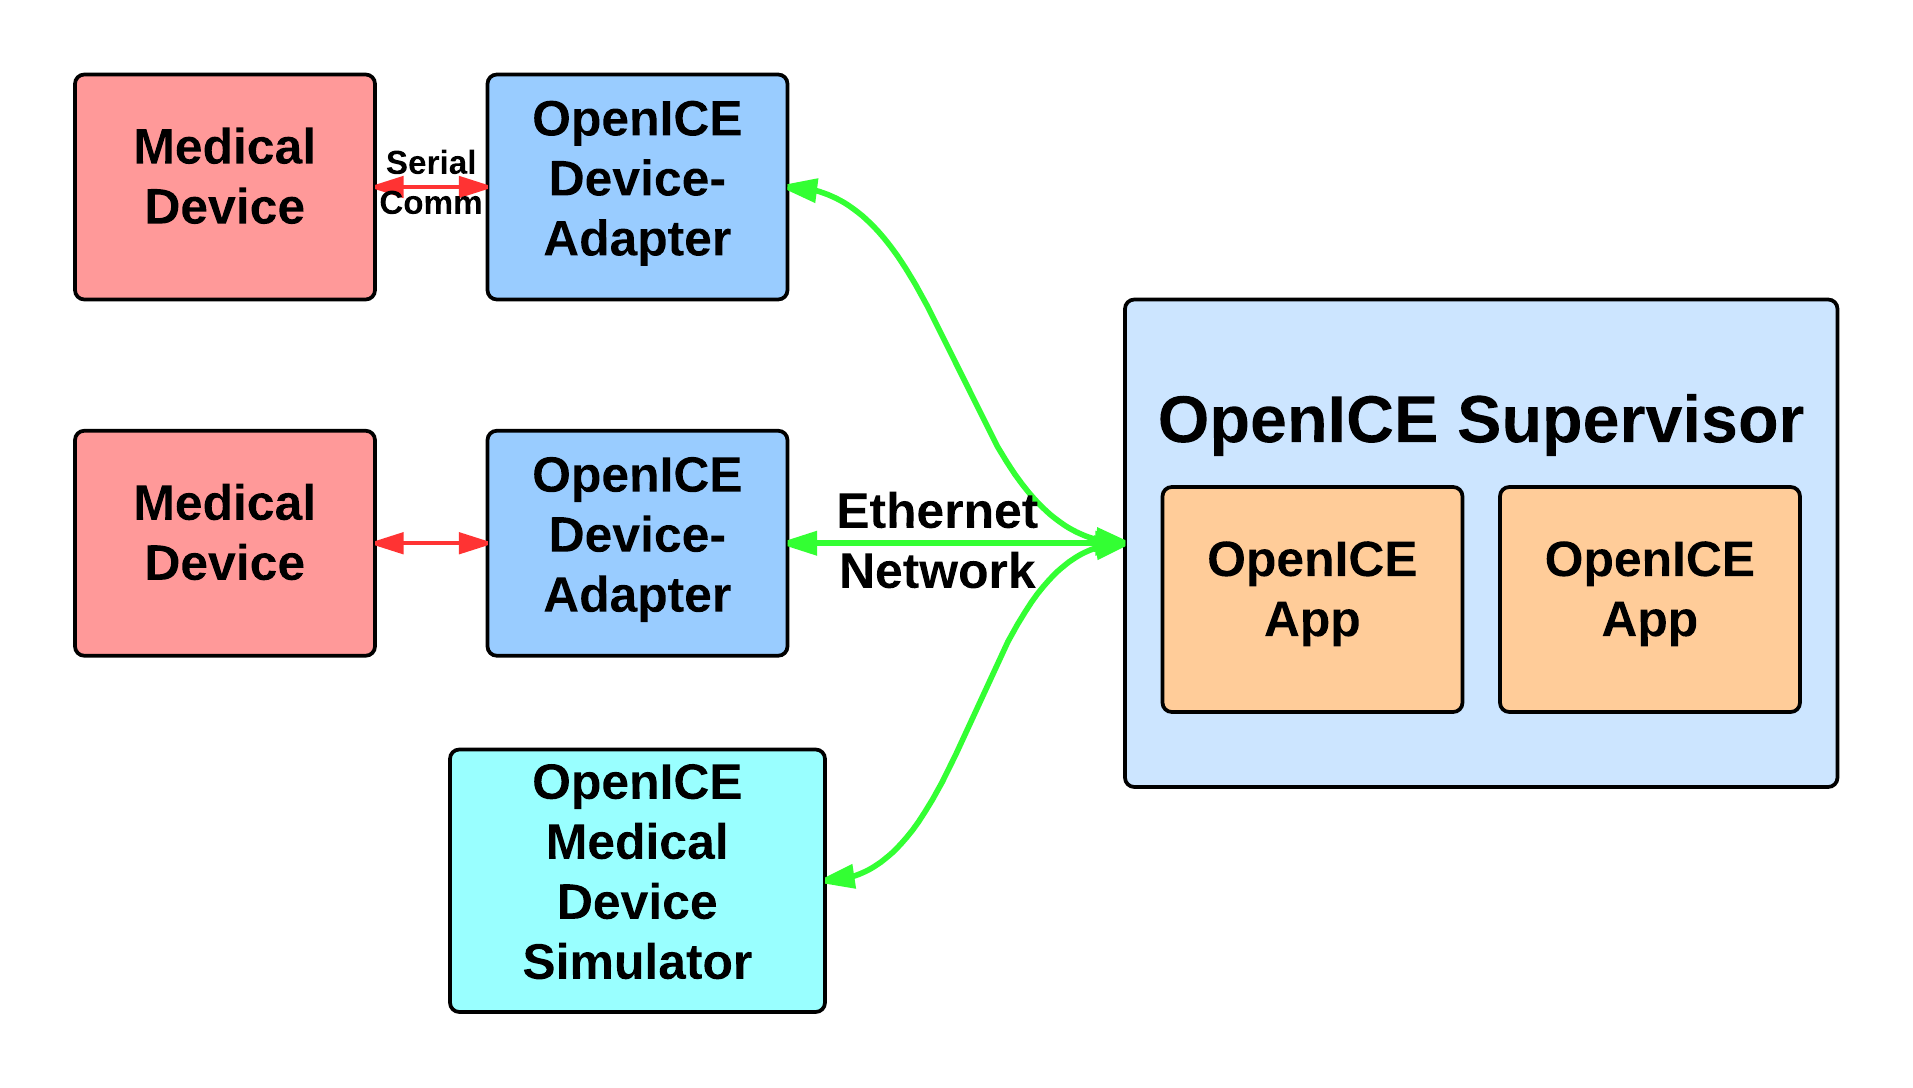 Medical
Device
Serial
Comm
OpenICE
Device-
Adapter
Medical
Device
OpenICE
Device-
Adapter
Ethernet
Network
OpenICE
Medical
Device
Simulator
OpenICE Supervisor
OpenICE
App
OpenICE
App